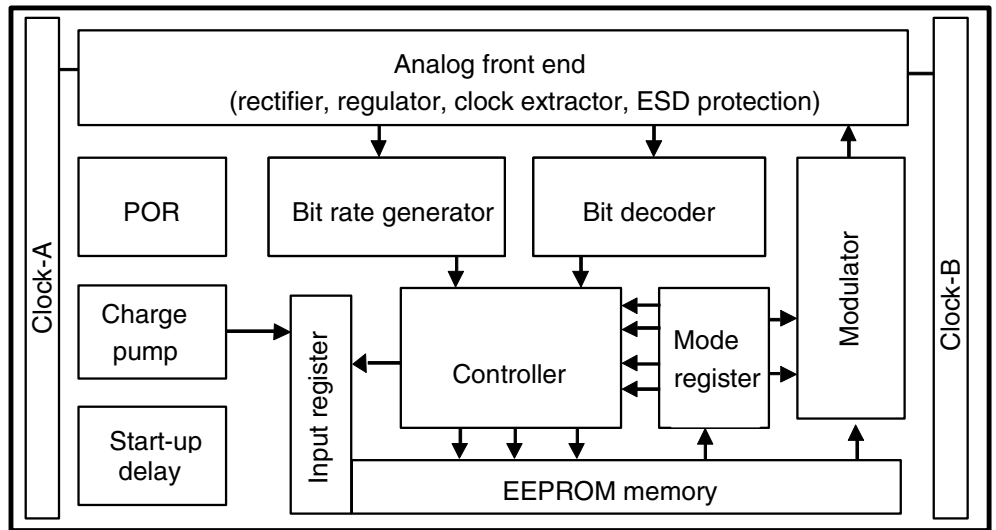 Analog front end
(rectifier, regulator, clock extractor, ESD protection)
Clock-A
POR
Bit rate generator
Bit decoder
Modulator
Clock-B
Charge
pump
Input register
Controller
Mode
register
Start-up
delay
EEPROM memory